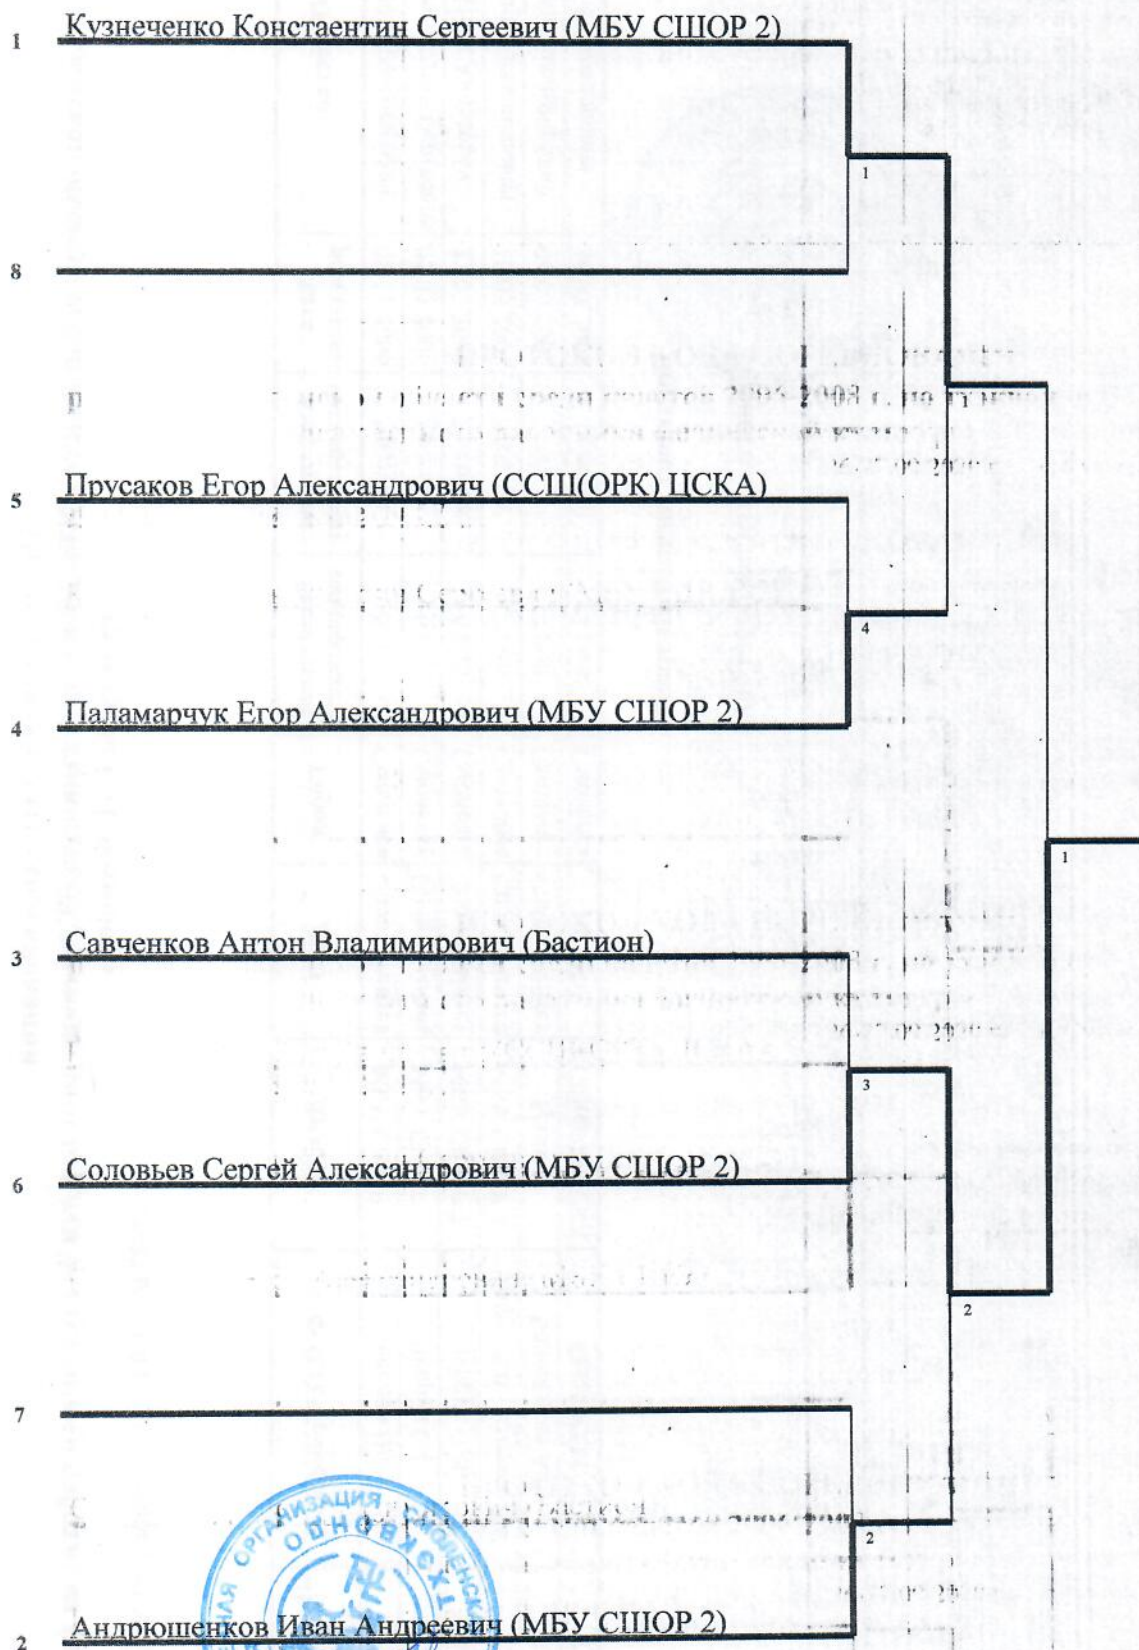 1 Кузнеченко Констаентин Сергеевич (МБУ СШОР 2)
1
8
5 Прусаков Егор Александрович (ССШ(ОРК) ЦСКА)
4
4 Паламарчук Егор Александрович (МБУ СШОР 2)
1
3 Савченков Антон Владимирович (Бастион)
3
6 Соловьев Сергей Александрович (МБУ СШОР 2)
2
7
ОРГАНИЗАЦИЯ
2
2 Андрюшенков Иван Андреевич (МБУ СШОР 2)